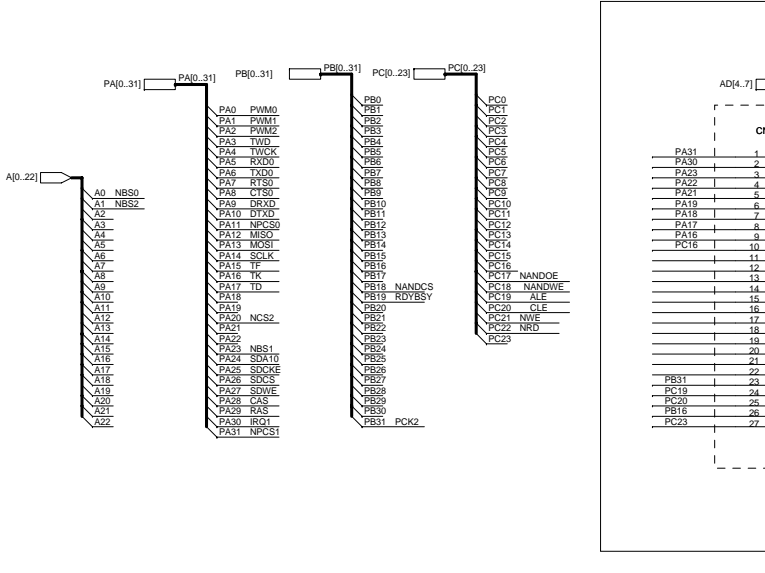 PA[0..31]
PA[0..31]
PB[0..31]
PB[0..31]
PC[0..23]
PC[0..23]
A[0..22]
A0 NBS0
A1 NBS2
A2
A3
A4
A5
A6
A7
A8
A9
A10
A11
A12
A13
A14
A15
A16
A17
A18
A19
A20
A21
A22
PA0 PWM0
PA1 PWM1
PA2 PWM2
PA3 TWD
PA4 TWCK
PA5 RXD0
PA6 TXD0
PA7 RTS0
PA8 CTS0
PA9 DRXD
PA10 DTXD
PA11 NPCS0
PA12 MISO
PA13 MOSI
PA14 SCLK
PA15 TF
PA16 TK
PA17 TD
PA18
PA19
PA20 NCS2
PA21
PA22
PA23 NBS1
PA24 SDA10
PA25 SDCKE
PA26 SDCS
PA27 SDWE
PA28 CAS
PA29 RAS
PA30 IRQ1
PA31 NPCS1
PB0
PB1
PB2
PB3
PB4
PB5
PB6
PB7
PB8
PB9
PB10
PB11
PB12
PB13
PB14
PB15
PB16
PB17
PB18 NANDCS
PB19 RDYBSY
PB20
PB21
PB22
PB23
PB24
PB25
PB26
PB27
PB28
PB29
PB30
PB31 PCK2
PC0
PC1
PC2
PC3
PC4
PC5
PC6
PC7
PC8
PC9
PC10
PC11
PC12
PC13
PC14
PC15
PC16
PC17 NANDOE
PC18 NANDWE
PC19 ALE
PC20 CLE
PC21 NWE
PC22 NRD
PC23
AD[4..7]
PA31 1
PA30 2
PA23 3
PA22 4
PA21 5
PA19 6
PA18 7
PA17 8
PA16 9
PC16 10
11
12
13
14
15
16
17
18
19
20
21
22
PB31 23
PC19 24
PC20 25
PB16 26
PC23 27